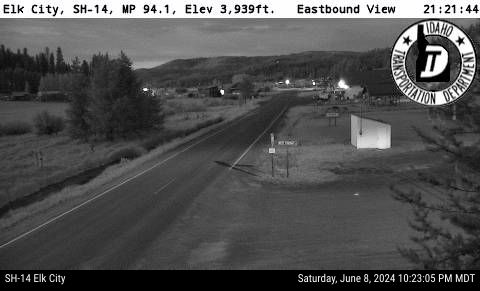 Elk City, SH-14, MP 94.1, Elev 3,939ft. Eastbound View 21:21:44
IDAHO
TRANSPORTATION DEPARTMENT
SH-14 Elk City Saturday, June 8, 2024 10:23:05 PM MDT